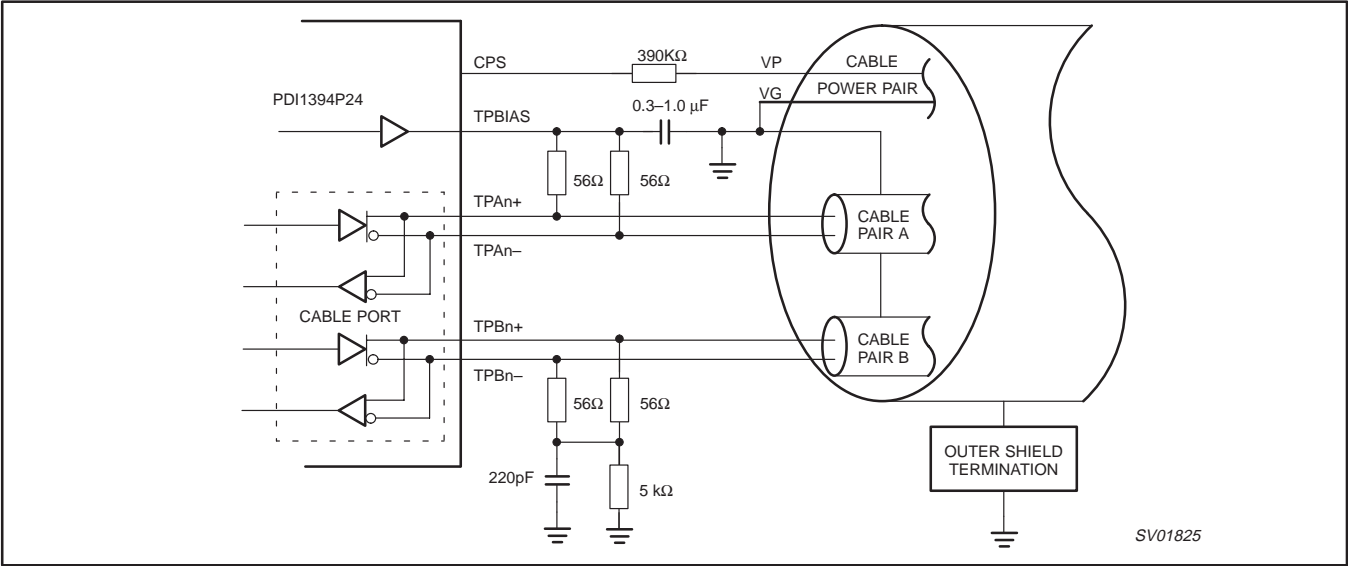 390KΩ
CPS
VP
CABLE
POWER PAIR
VG
PDI1394P24
0.3–1.0 μF
TPBIAS
56Ω
56Ω
TPAn+
CABLE
PAIR A
TPAn–
CABLE PORT
TPBn+
CABLE
PAIR B
TPBn–
56Ω
56Ω
220pF
5 kΩ
OUTER SHIELD
TERMINATION
SV01825